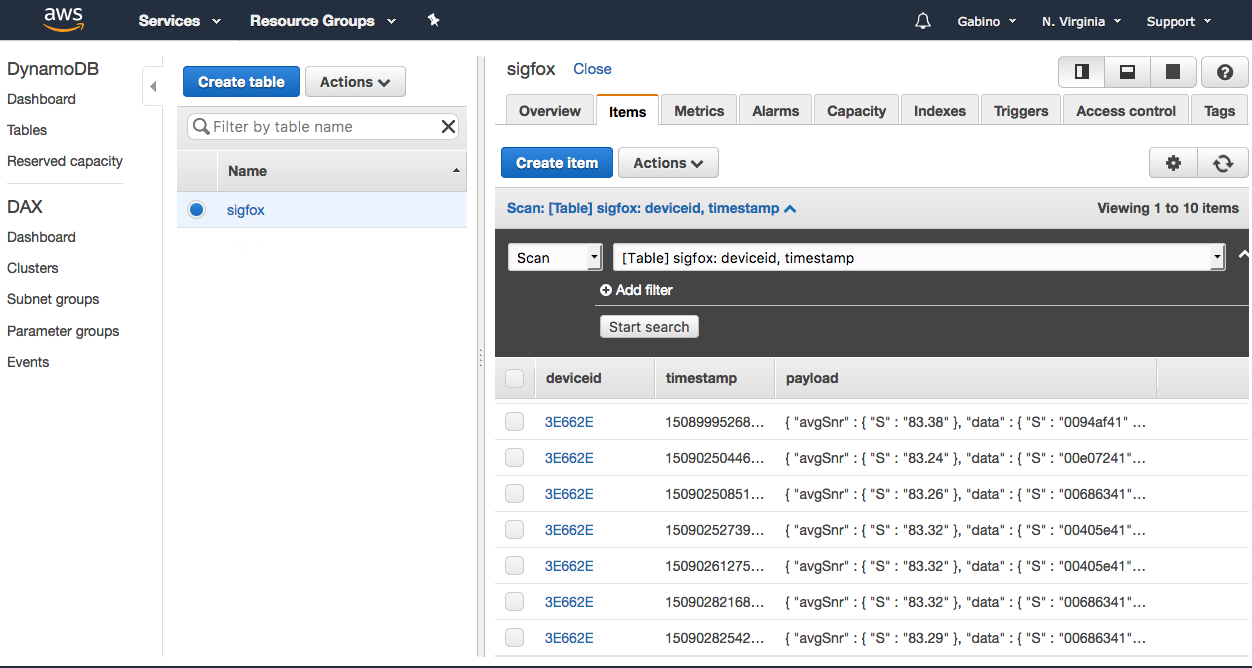 aws Services Resource Groups Gabino N. Virginia Support
DynamoDB
Dashboard
Tables
Reserved capacity
DAX
Dashboard
Clusters
Subnet groups
Parameter groups
Events
Create table Actions
Filter by table name
Name
sigfox
sigfox Close
Overview Items Metrics Alarms Capacity Indexes Triggers Access control Tags
Create item Actions
Scan: [Table] sigfox: deviceid, timestamp Viewing 1 to 10 items
Scan [Table] sigfox: deviceid, timestamp
Add filter
Start search
deviceid timestamp payload
3E662E 15089995268... { "avgSnr" : { "S" : "83.38" }, "data" : { "S" : "0094af41" ...
3E662E 15090250446... { "avgSnr" : { "S" : "83.24" }, "data" : { "S" : "00e07241"...
3E662E 15090250851... { "avgSnr" : { "S" : "83.26" }, "data" : { "S" : "00686341"...
3E662E 15090252739... { "avgSnr" : { "S" : "83.32" }, "data" : { "S" : "00405e41"...
3E662E 15090261275... { "avgSnr" : { "S" : "83.32" }, "data" : { "S" : "00405e41"...
3E662E 15090282168... { "avgSnr" : { "S" : "83.32" }, "data" : { "S" : "00686341"...
3E662E 15090282542... { "avgSnr" : { "S" : "83.29" }, "data" : { "S" : "00686341"...